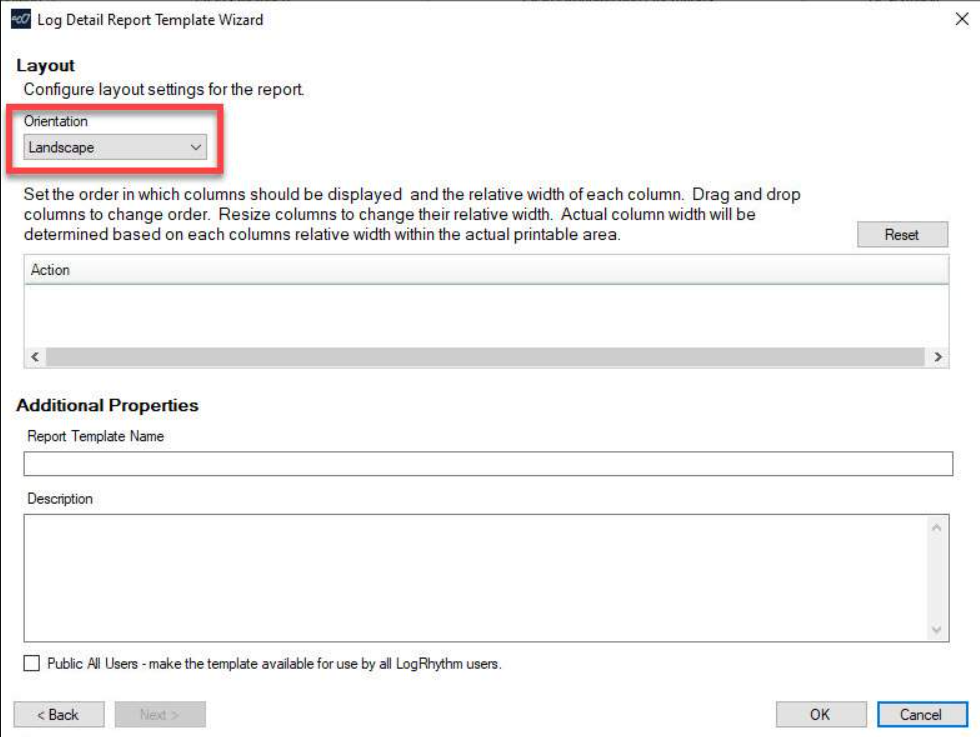 Log Detail Report Template Wizard
Layout
Configure layout settings for the report.
Orientation
Landscape
Set the order in which columns should be displayed and the relative width of each column. Drag and drop
columns to change order. Resize columns to change their relative width. Actual column width will be
determined based on each columns relative width within the actual printable area.
Reset
Action
Additional Properties
Report Template Name
Description
Public All Users - make the template available for use by all LogRhythm users.
< Back
Next >
OK
Cancel